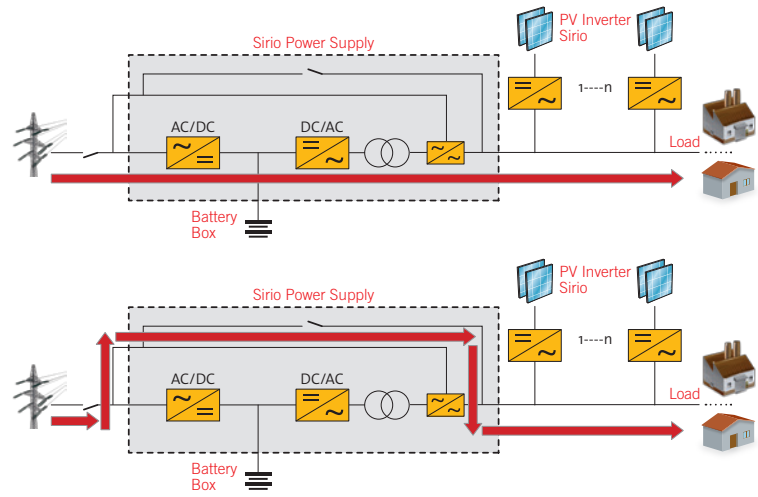 PV Inverter
Sirio
Sirio Power Supply
1----n
AC/DC
DC/AC
Load
Battery
Box
PV Inverter
Sirio
Sirio Power Supply
1----n
AC/DC
DC/AC
Load
Battery
Box